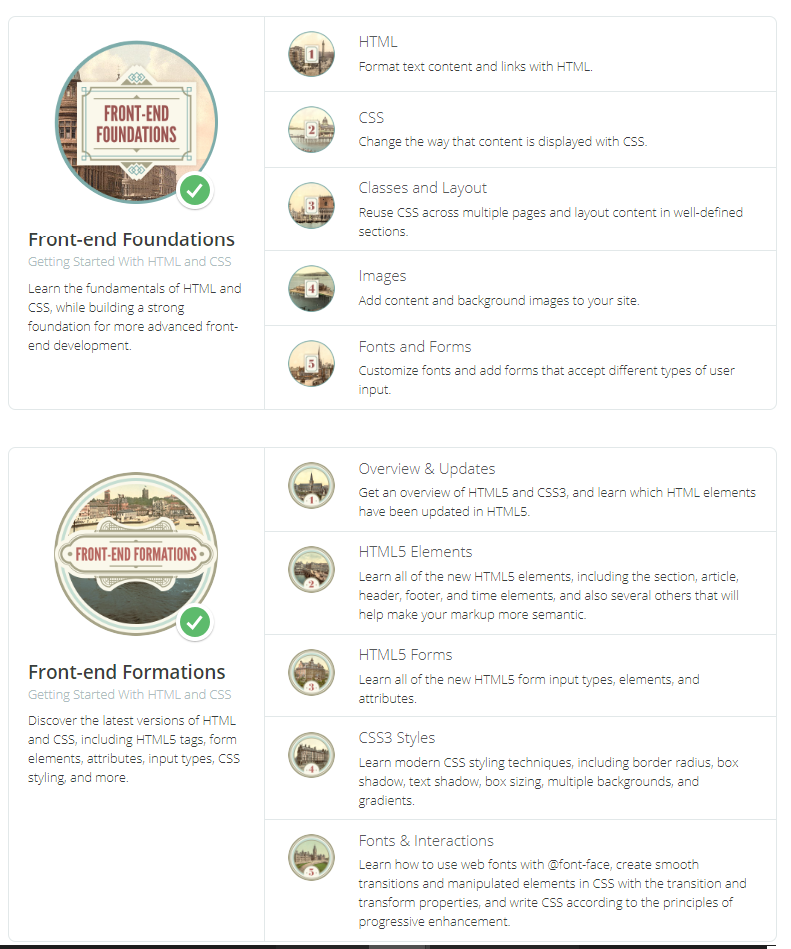 FRONT-END
FOUNDATIONS
Front-end Foundations
Getting Started With HTML and CSS
Learn the fundamentals of HTML and
CSS, while building a strong
foundation for more advanced front-
end development.
1
HTML
Format text content and links with HTML.
2
CSS
Change the way that content is displayed with CSS.
3
Classes and Layout
Reuse CSS across multiple pages and layout content in well-defined
sections.
4
Images
Add content and background images to your site.
5
Fonts and Forms
Customize fonts and add forms that accept different types of user
input.
FRONT-END FORMATIONS
Front-end Formations
Getting Started With HTML and CSS
Discover the latest versions of HTML
and CSS, including HTML5 tags, form
elements, attributes, input types, CSS
styling, and more.
1
Overview & Updates
Get an overview of HTML5 and CSS3, and learn which HTML elements
have been updated in HTML5.
2
HTML5 Elements
Learn all of the new HTML5 elements, including the section, article,
header, footer, and time elements, and also several others that will
help make your markup more semantic.
3
HTML5 Forms
Learn all of the new HTML5 form input types, elements, and
attributes.
4
CSS3 Styles
Learn modern CSS styling techniques, including border radius, box
shadow, text shadow, box sizing, multiple backgrounds, and
gradients.
5
Fonts & Interactions
Learn how to use web fonts with @font-face, create smooth
transitions and manipulated elements in CSS with the transition and
transform properties, and write CSS according to the principles of
progressive enhancement.